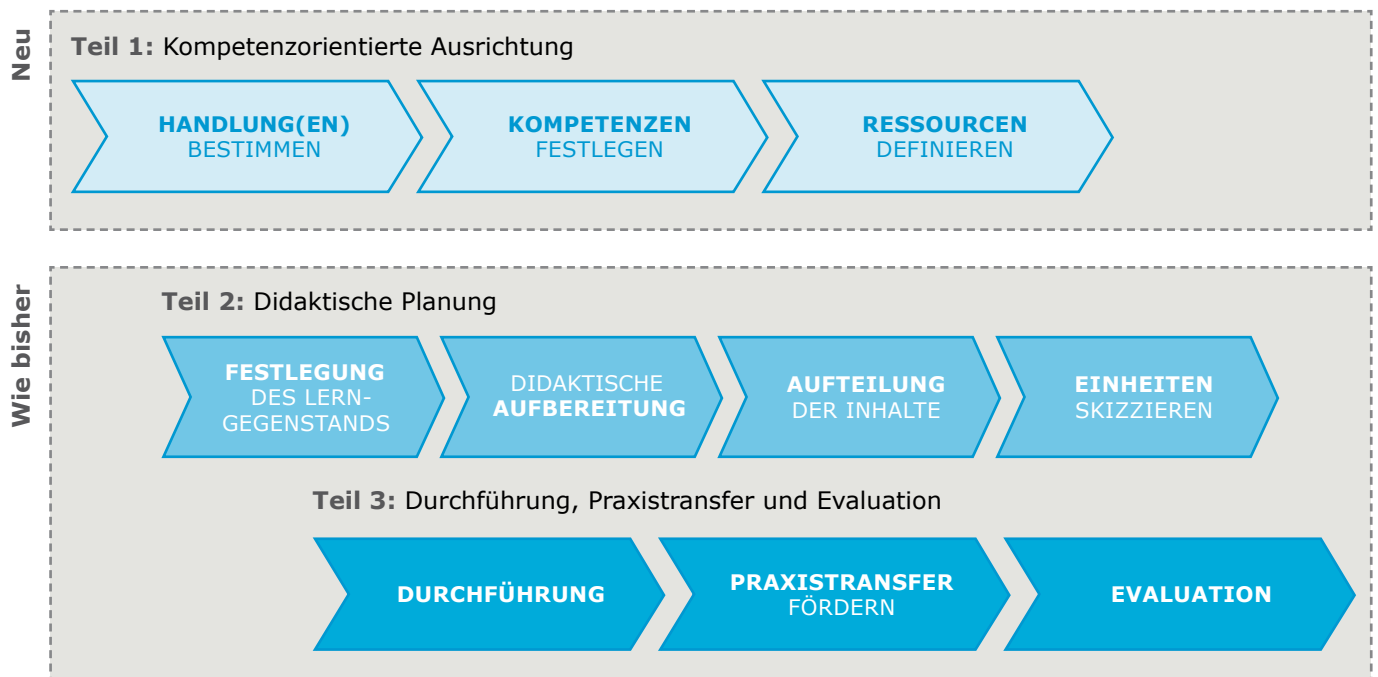 Neu
Teil 1: Kompetenzorientierte Ausrichtung
HANDLUNG(EN)
BESTIMMEN
KOMPETENZEN
FESTLEGEN
RESSOURCEN
DEFINIEREN
Wie bisher
Teil 2: Didaktische Planung
FESTLEGUNG
DES LERN-
GEGENSTANDS
DIDAKTISCHE
AUFBEREITUNG
AUFTEILUNG
DER INHALTE
EINHEITEN
SKIZZIEREN
Teil 3: Durchführung, Praxistransfer und Evaluation
DURCHFÜHRUNG
PRAXISTRANSFER
FÖRDERN
EVALUATION